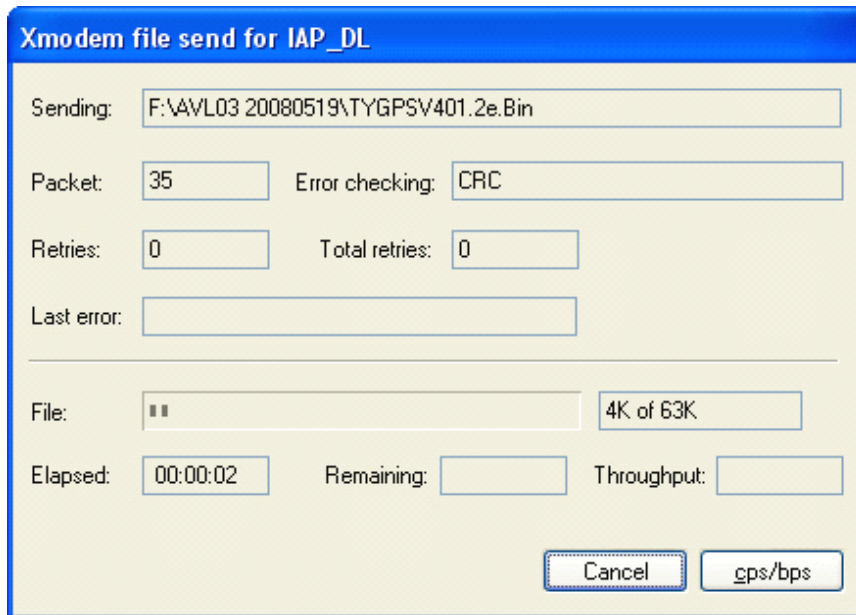 Xmodem file send for IAP_DL
Sending: F:\AVL03 20080519\TYGPSV401.2e.Bin
Packet: 35 Error checking: CRC
Retries: 0 Total retries: 0
Last error:
File: 4K of 63K
Elapsed: 00:00:02 Remaining: Throughput:
Cancel cps/bps